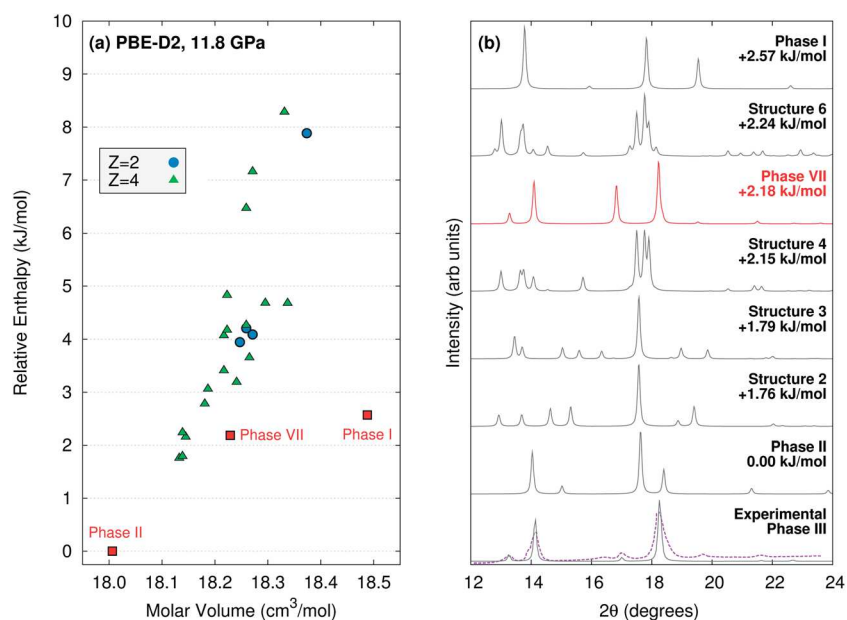 (a) PBE-D2, 11.8 GPa
10
9
8
7
6
5
4
3
2
1
0
Relative Enthalpy (kJ/mol)
Z=2
Z=4
Phase VII
Phase I
Phase II
18.0 18.1 18.2 18.3 18.4 18.5
Molar Volume (cm³/mol)
(b)
Intensity (arb units)
Phase I
+2.57 kJ/mol
Structure 6
+2.24 kJ/mol
Phase VII
+2.18 kJ/mol
Structure 4
+2.15 kJ/mol
Structure 3
+1.79 kJ/mol
Structure 2
+1.76 kJ/mol
Phase II
0.00 kJ/mol
Experimental
Phase III
12 14 16 18 20 22 24
2θ (degrees)